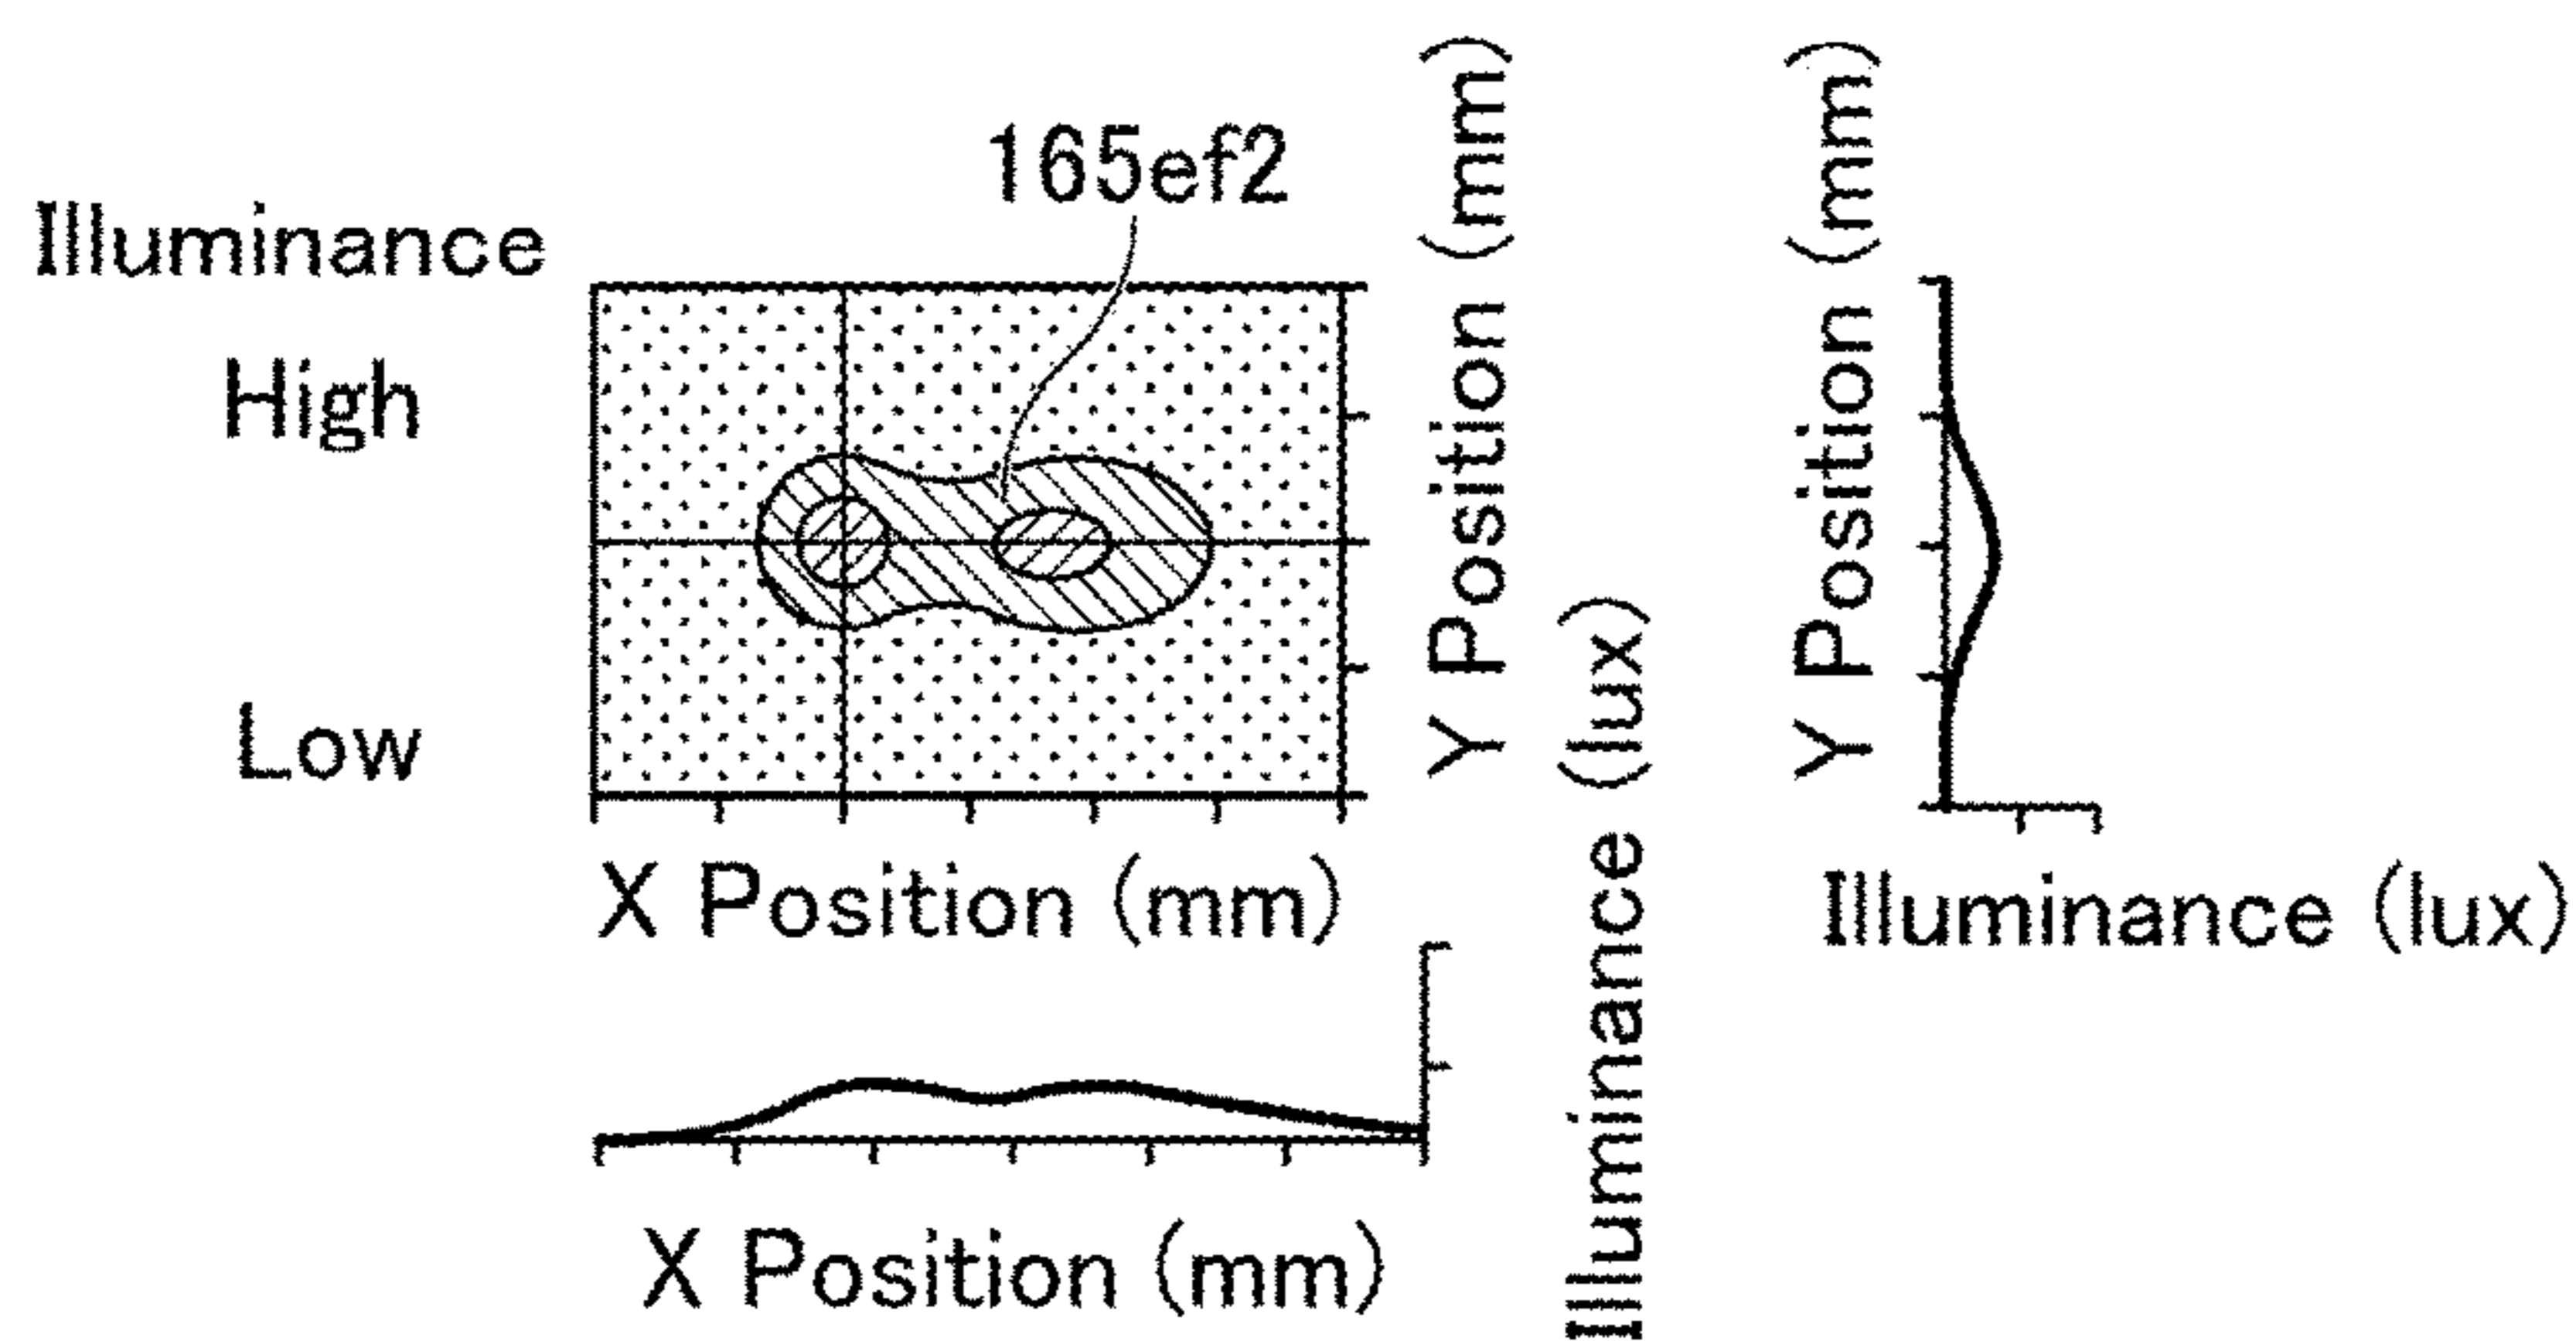 165ef2
Illuminance
High
Low
X Position (mm)
Y Position (mm)
X Position (mm)
Illuminance (lux)
Y Position (mm)
Illuminance (lux)